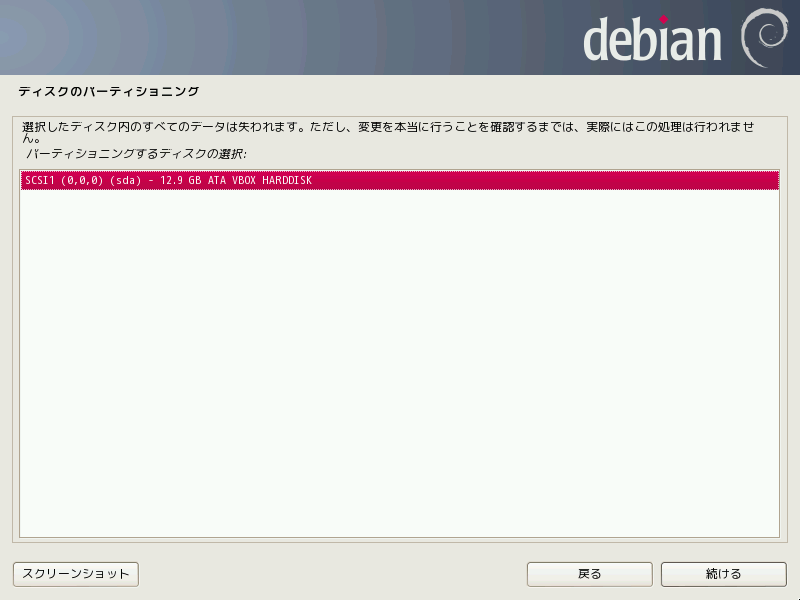 debian
ディスクのパーティショニング
選択したディスク内のすべてのデータは失われます。ただし、変更を本当に行うことを確認するまでは、実際にはこの処理は行われませ
ん。
パーティショニングするディスクの選択:
SCSI1 (0,0,0) (sda) - 12.9 GB ATA VBOX HARDDISK
スクリーンショット
戻る
続ける